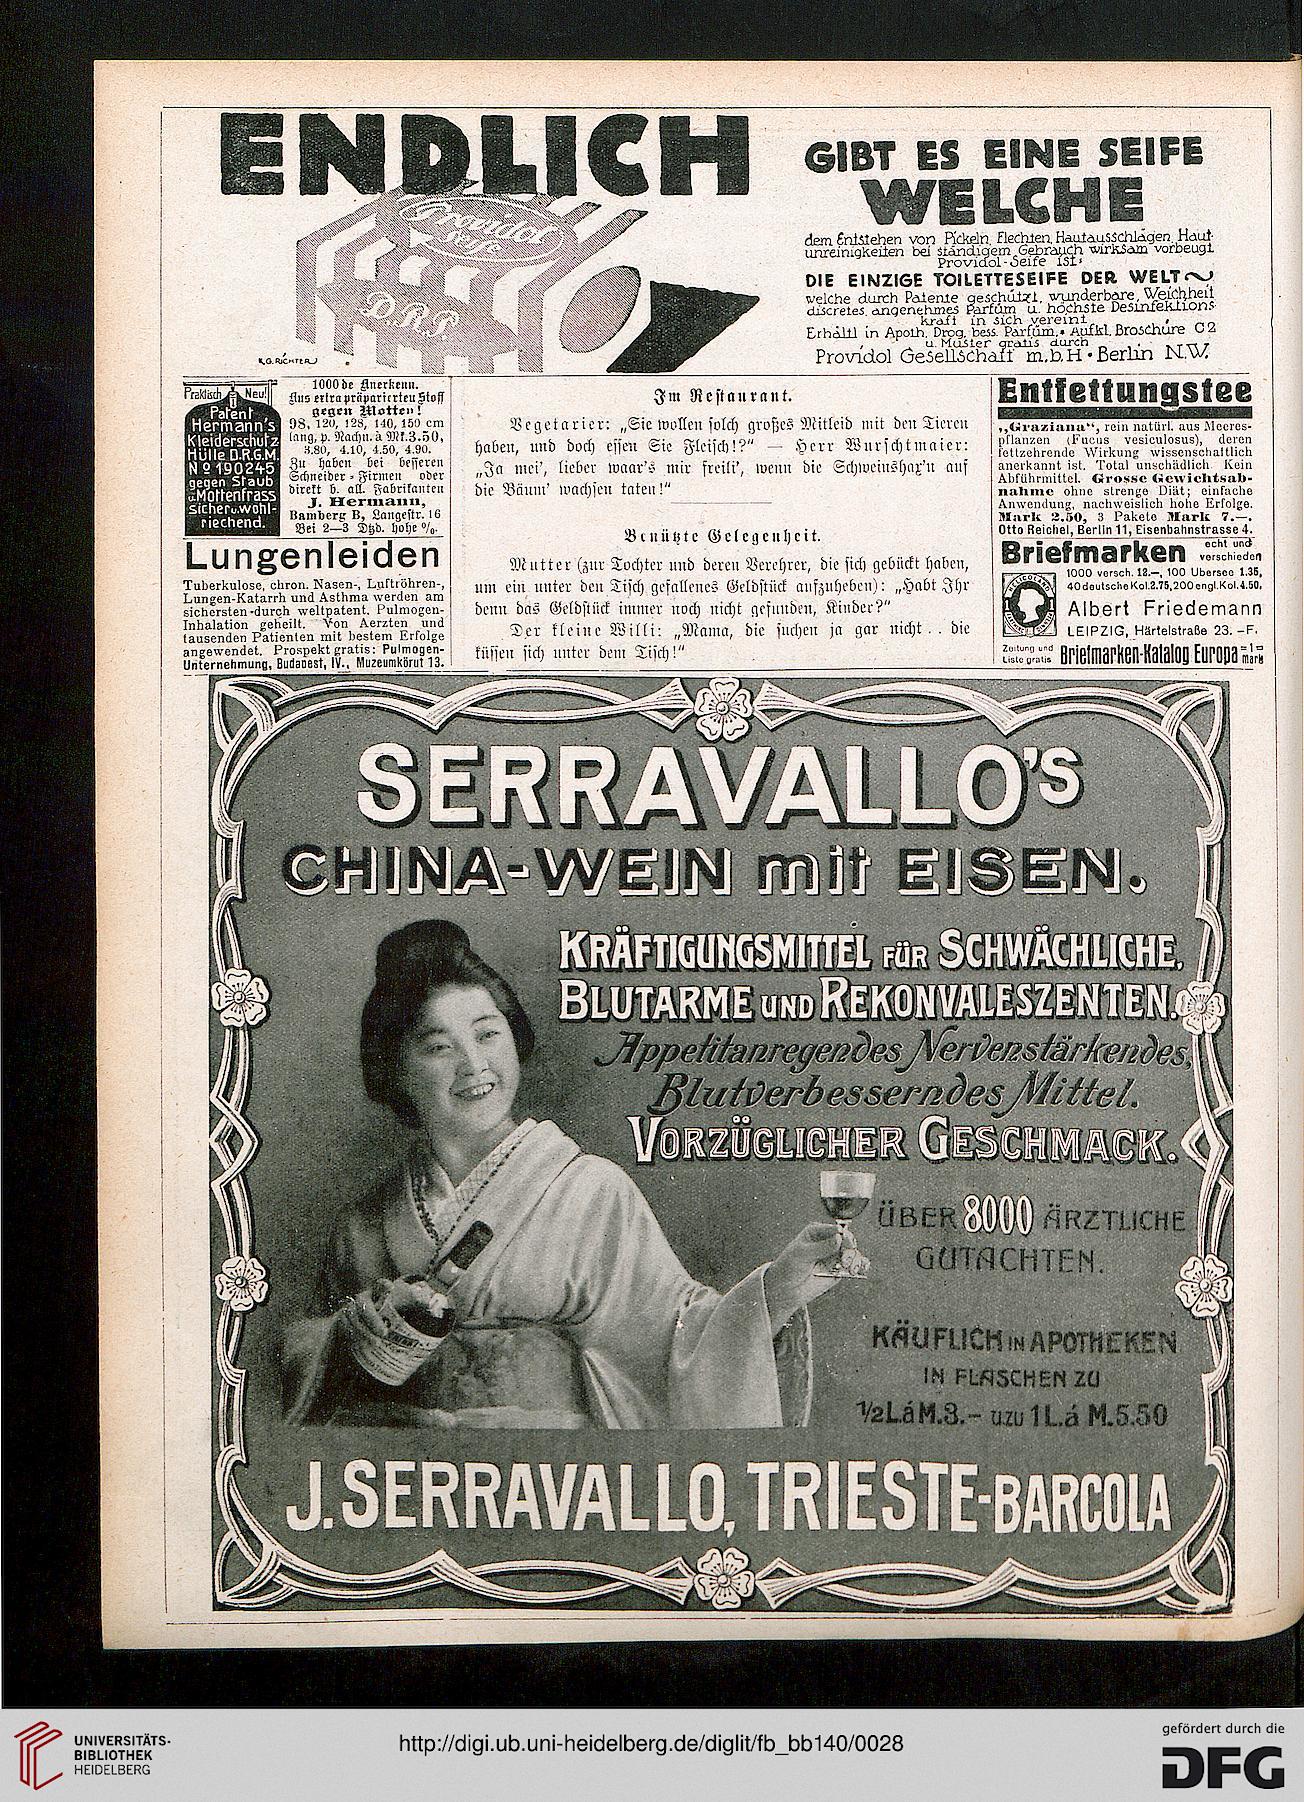 ENDLICH
Providol
Seife
D.R.P.
K.G. RICHTER
GIBT ES EINE SEIFE
WELCHE
dem Entstehen von Pickeln, Flechten, Hautausschlägen, Haut-
unreinigkeiten bei ständigem Gebrauch wirksam vorbeugt
Providol-Seife ist
DIE EINZIGE TOILETTESEIFE DER WELT
welche durch Patente geschützt, wunderbare Weichheit
discretes, angenehmes Parfüm u. höchste Desinfektions-
kraft in sich vereint
Erhältl in Apoth, Drog, bess. Parfüm. • Aufkl. Broschüre C2
u. Muster gratis durch
Providol Gesellschaft m.b.H • Berlin N.W.
Praktisch Neu!
Patent
Hermann's
Kleiderschutz
Hülle D.R.G.M.
No 190245
gegen Staub
u. Mottenfrass
sicher u. wohl-
riechend.
1000de Anerkenn.
Aus extra präpariertem Stoff
gegen Motten!
98, 120, 128, 140, 150 cm
lang, p. Nachn. à Mk. 3.50,
3.80, 4.10, 4.50, 4.90.
Zu haben bei besseren
Schneider-Firmen oder
direkt b. all. Fabrikanten
J. Hermann,
Bamberg B, Langestr. 16
Bei 2—3 Dtzd. hohe %.
Lungenleiden
Tuberkulose, chron. Nasen-, Luftröhren-,
Lungen-Katarrh und Asthma werden am
sichersten durch weltpatent. Pulmogen-
Inhalation geheilt. Von Aerzten und
tausenden Patienten mit bestem Erfolge
angewendet. Prospekt gratis: Pulmogen-
Unternehmung, Budapest, IV., Muzeumkörut 13.
Im Restaurant.
Vegetarier: „Sie wollen solch großes Mitleid mit den Tieren
haben, und doch essen Sie Fleisch!?“ — Herr Wurschtmaier:
„Ja mei', lieber waar's mir freili', wenn die Schweinshax'n auf
die Bäum' wachsen taten!“
Benützte Gelegenheit.
Mutter (zur Tochter und deren Verehrer, die sich gebückt haben,
um ein unter den Tisch gefallenes Geldstück aufzuheben): „Habt Ihr
denn das Geldstück immer noch nicht gefunden, Kinder?“
Der kleine Willi: „Mama, die suchen ja gar nicht .. die
küssen sich unter dem Tisch!“
Entfettungstee
„Graziana“, rein natürl. aus Meeres-
pflanzen (Fucus vesiculosus), deren
fettzehrende Wirkung wissenschaftlich
anerkannt ist. Total unschädlich. Kein
Abführmittel. Grosse Gewichtsab-
nahme ohne strenge Diät; einfache
Anwendung, nachweislich hohe Erfolge.
Mark 2.50, 3 Pakete Mark 7.—.
Otto Reichel, Berlin 11, Eisenbahnstrasse 4.
Briefmarken echt und verschieden
1000 versch. 12.–, 100 Übersee 1.35,
40 deutsche Kol. 2.75, 200 engl. Kol. 4.50,
HELIGOLAND
Albert Friedemann
LEIPZIG, Härtelstraße 23. –F.
Zeitung und Liste gratis Briefmarken-Katalog Europa = 1 = mark
SERRAVALLO'S
CHINA-WEIN mit EISEN.
KRÄFTIGUNGSMITTEL FÜR SCHWÄCHLICHE,
BLUTARME UND REKONVALESZENTEN.
Appetitanregendes Nervenstärkendes,
Blutverbesserndes Mittel.
VORZÜGLICHER GESCHMACK.
ÜBER 8000 ÄRZTLICHE
GUTACHTEN.
KÄUFLICH IN APOTHEKEN
IN FLASCHEN ZU
1/2 L á M.3.– u. zu 1 L. á M.5.50
J. SERRAVALLO, TRIESTE-BARCOLA
UNIVERSITÄTS-
BIBLIOTHEK
HEIDELBERG
http://digi.ub.uni-heidelberg.de/diglit/fb_bb140/0028
gefördert durch die
DFG